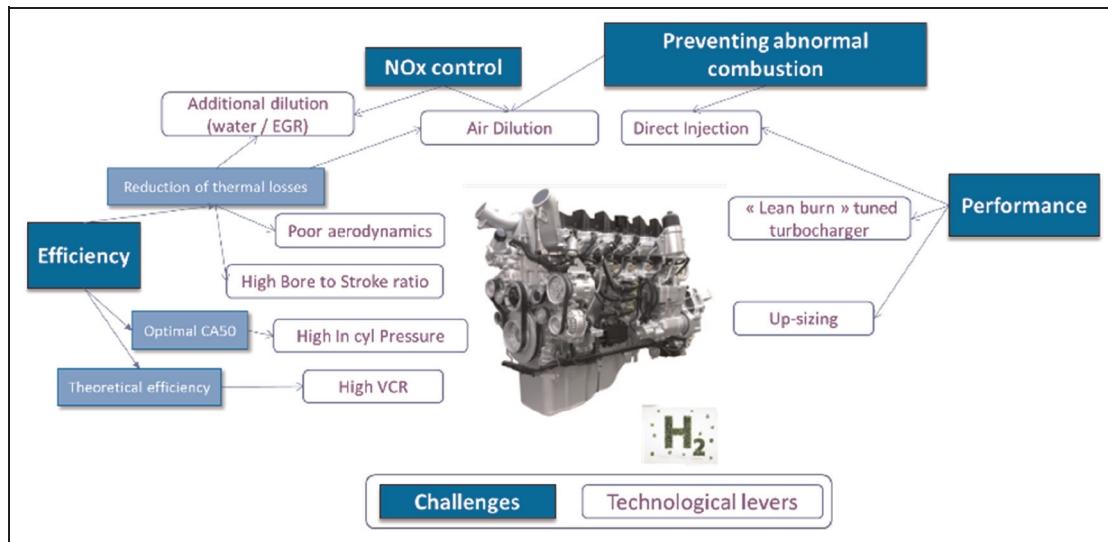 Preventing abnormal
combustion
NOx control
Additional dilution
(water / EGR)
Air Dilution
Direct Injection
Reduction of thermal losses
« Lean burn » tuned
turbocharger
Performance
Poor aerodynamics
Efficiency
High Bore to Stroke ratio
Optimal CA50
High In cyl Pressure
Up-sizing
Theoretical efficiency
High VCR
H2
Challenges
Technological levers